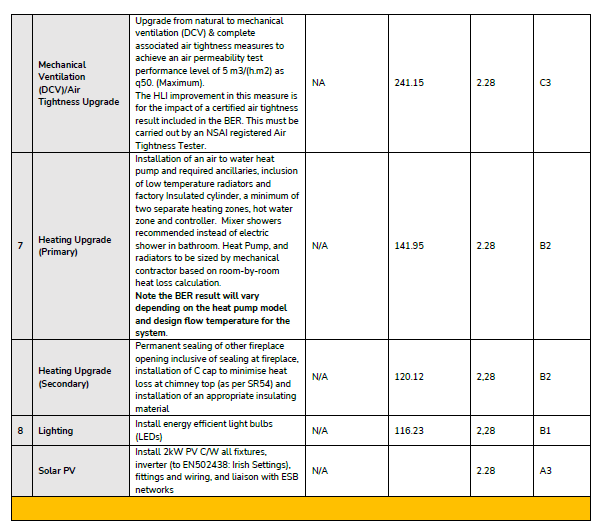 Mechanical
Ventilation
(DCV)/Air
Tightness Upgrade
Upgrade from natural to mechanical
ventilation (DCV) & complete
associated air tightness measures to
achieve an air permeability test
performance level of 5 m3/(h.m2) as
q50. (Maximum).
The HLI improvement in this measure is
for the impact of a certified air tightness
result included in the BER. This must be
carried out by an NSAI registered Air
Tightness Tester.
NA
241.15
2.28
C3
7
Heating Upgrade
(Primary)
Installation of an air to water heat
pump and required ancillaries, inclusion
of low temperature radiators and
factory Insulated cylinder, a minimum of
two separate heating zones, hot water
zone and controller. Mixer showers
recommended instead of electric
shower in bathroom. Heat Pump, and
radiators to be sized by mechanical
contractor based on room-by-room
heat loss calculation.
Note the BER result will vary
depending on the heat pump model
and design flow temperature for the
system.
N/A
141.95
2.28
B2
Heating Upgrade
(Secondary)
Permanent sealing of other fireplace
opening inclusive of sealing at fireplace,
installation of C cap to minimise heat
loss at chimney top (as per SR54) and
installation of an appropriate insulating
material
N/A
120.12
2,28
B2
8
Lighting
Install energy efficient light bulbs
(LEDs)
N/A
116.23
2,28
B1
Solar PV
Install 2kW PV C/W all fixtures,
inverter (to EN502438: Irish Settings),
fittings and wiring, and liaison with ESB
networks
N/A
2.28
A3